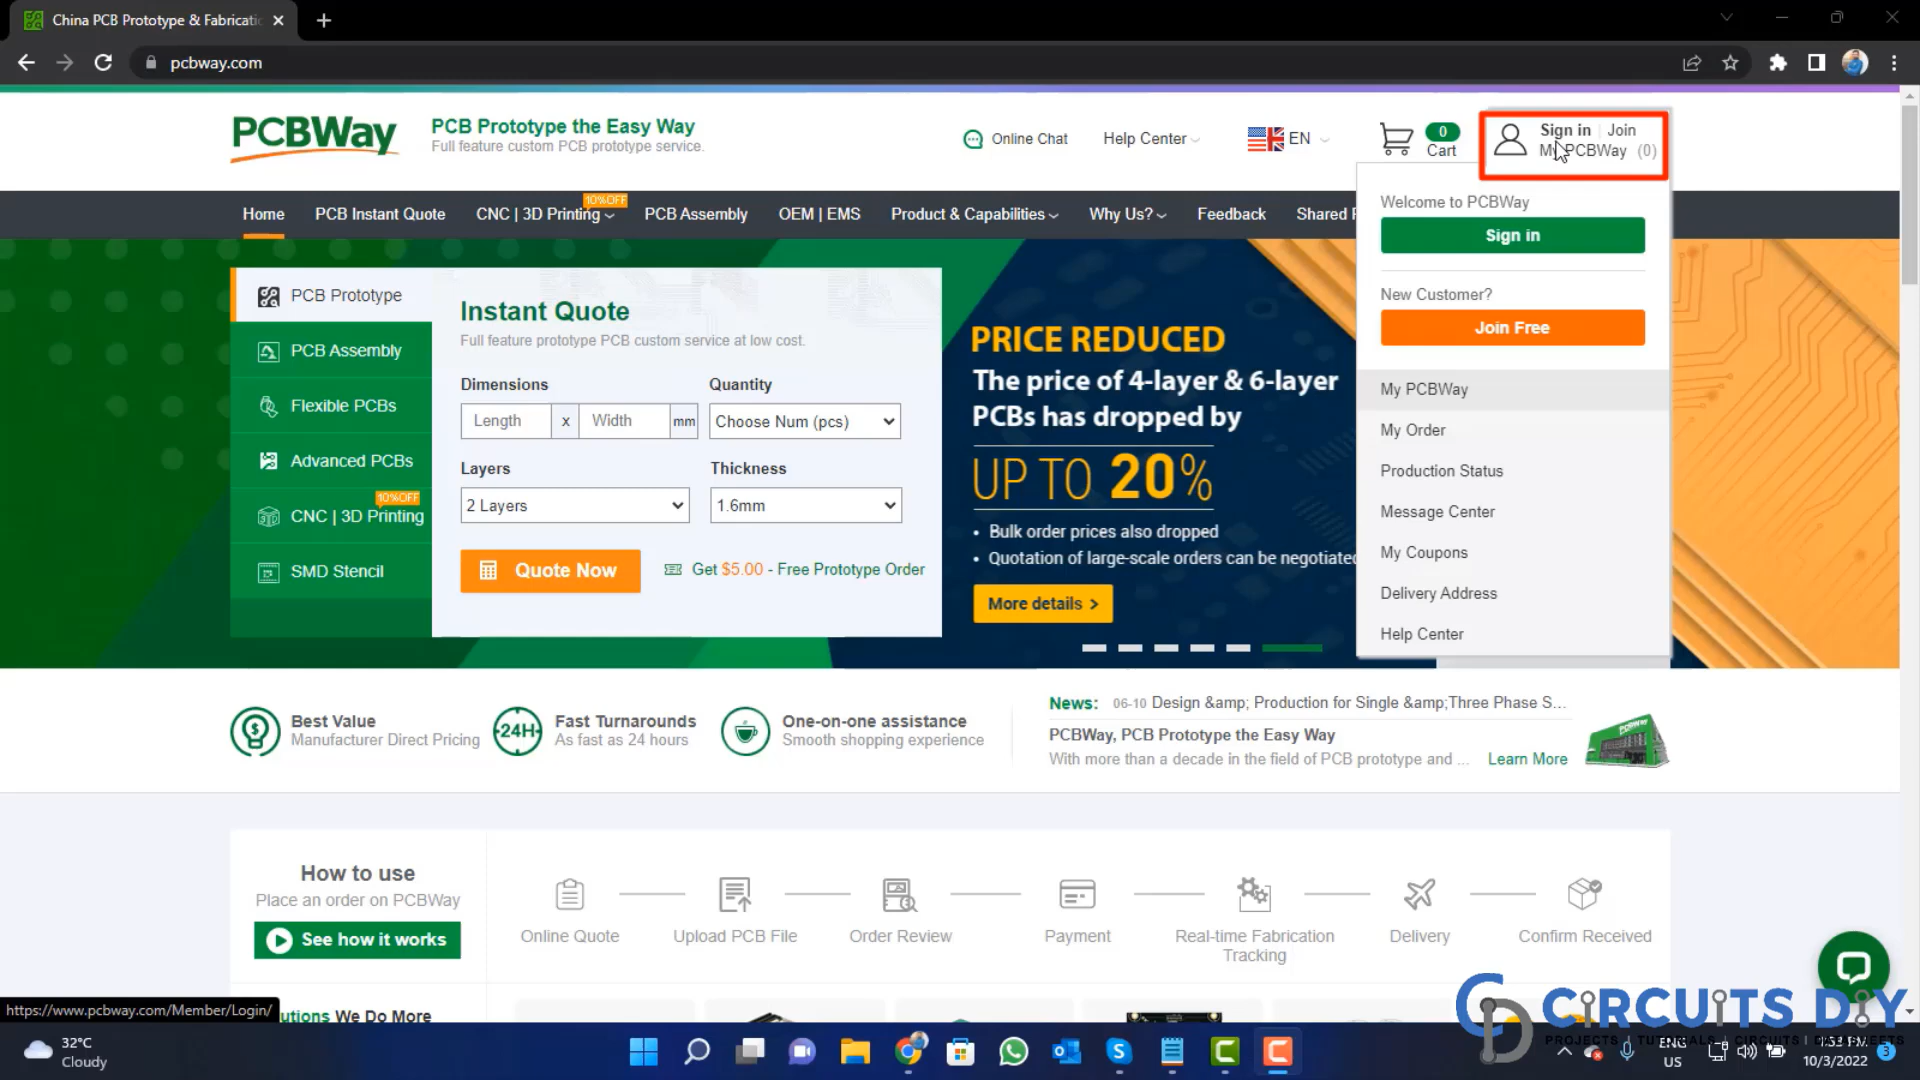 China PCB Prototype & Fabricati
pcbway.com
PCBWay
PCB Prototype the Easy Way
Full feature custom PCB prototype service.
Online Chat
Help Center
EN
0
Cart
Sign in | Join
My PCBWay (0)
Home
PCB Instant Quote
CNC | 3D Printing
10%OFF
PCB Assembly
OEM | EMS
Product & Capabilities
Why Us?
Feedback
Shared P
Welcome to PCBWay
Sign in
New Customer?
Join Free
My PCBWay
My Order
Production Status
Message Center
My Coupons
Delivery Address
Help Center
PCB Prototype
PCB Assembly
Flexible PCBs
Advanced PCBs
10%OFF
CNC | 3D Printing
SMD Stencil
Instant Quote
Full feature prototype PCB custom service at low cost.
Dimensions
Quantity
Length x Width mm
Choose Num (pcs)
Layers
Thickness
2 Layers
1.6mm
Quote Now
Get $5.00 - Free Prototype Order
PRICE REDUCED
The price of 4-layer & 6-layer
PCBs has dropped by
UP TO 20%
• Bulk order prices also dropped
• Quotation of large-scale orders can be negotiated
More details >
Best Value
Manufacturer Direct Pricing
24H
Fast Turnarounds
As fast as 24 hours
One-on-one assistance
Smooth shopping experience
News: 06-10 Design &amp; Production for Single &amp;Three Phase S...
PCBWay, PCB Prototype the Easy Way
With more than a decade in the field of PCB prototype and ...
Learn More
How to use
Place an order on PCBWay
See how it works
Online Quote
Upload PCB File
Order Review
Payment
Real-time Fabrication
Tracking
Delivery
Confirm Received
https://www.pcbway.com/Member/Login/
utions We Do More
CIRCUITS DIY
32°C
Cloudy
ENG
US
1:53 PM
10/3/2022
3